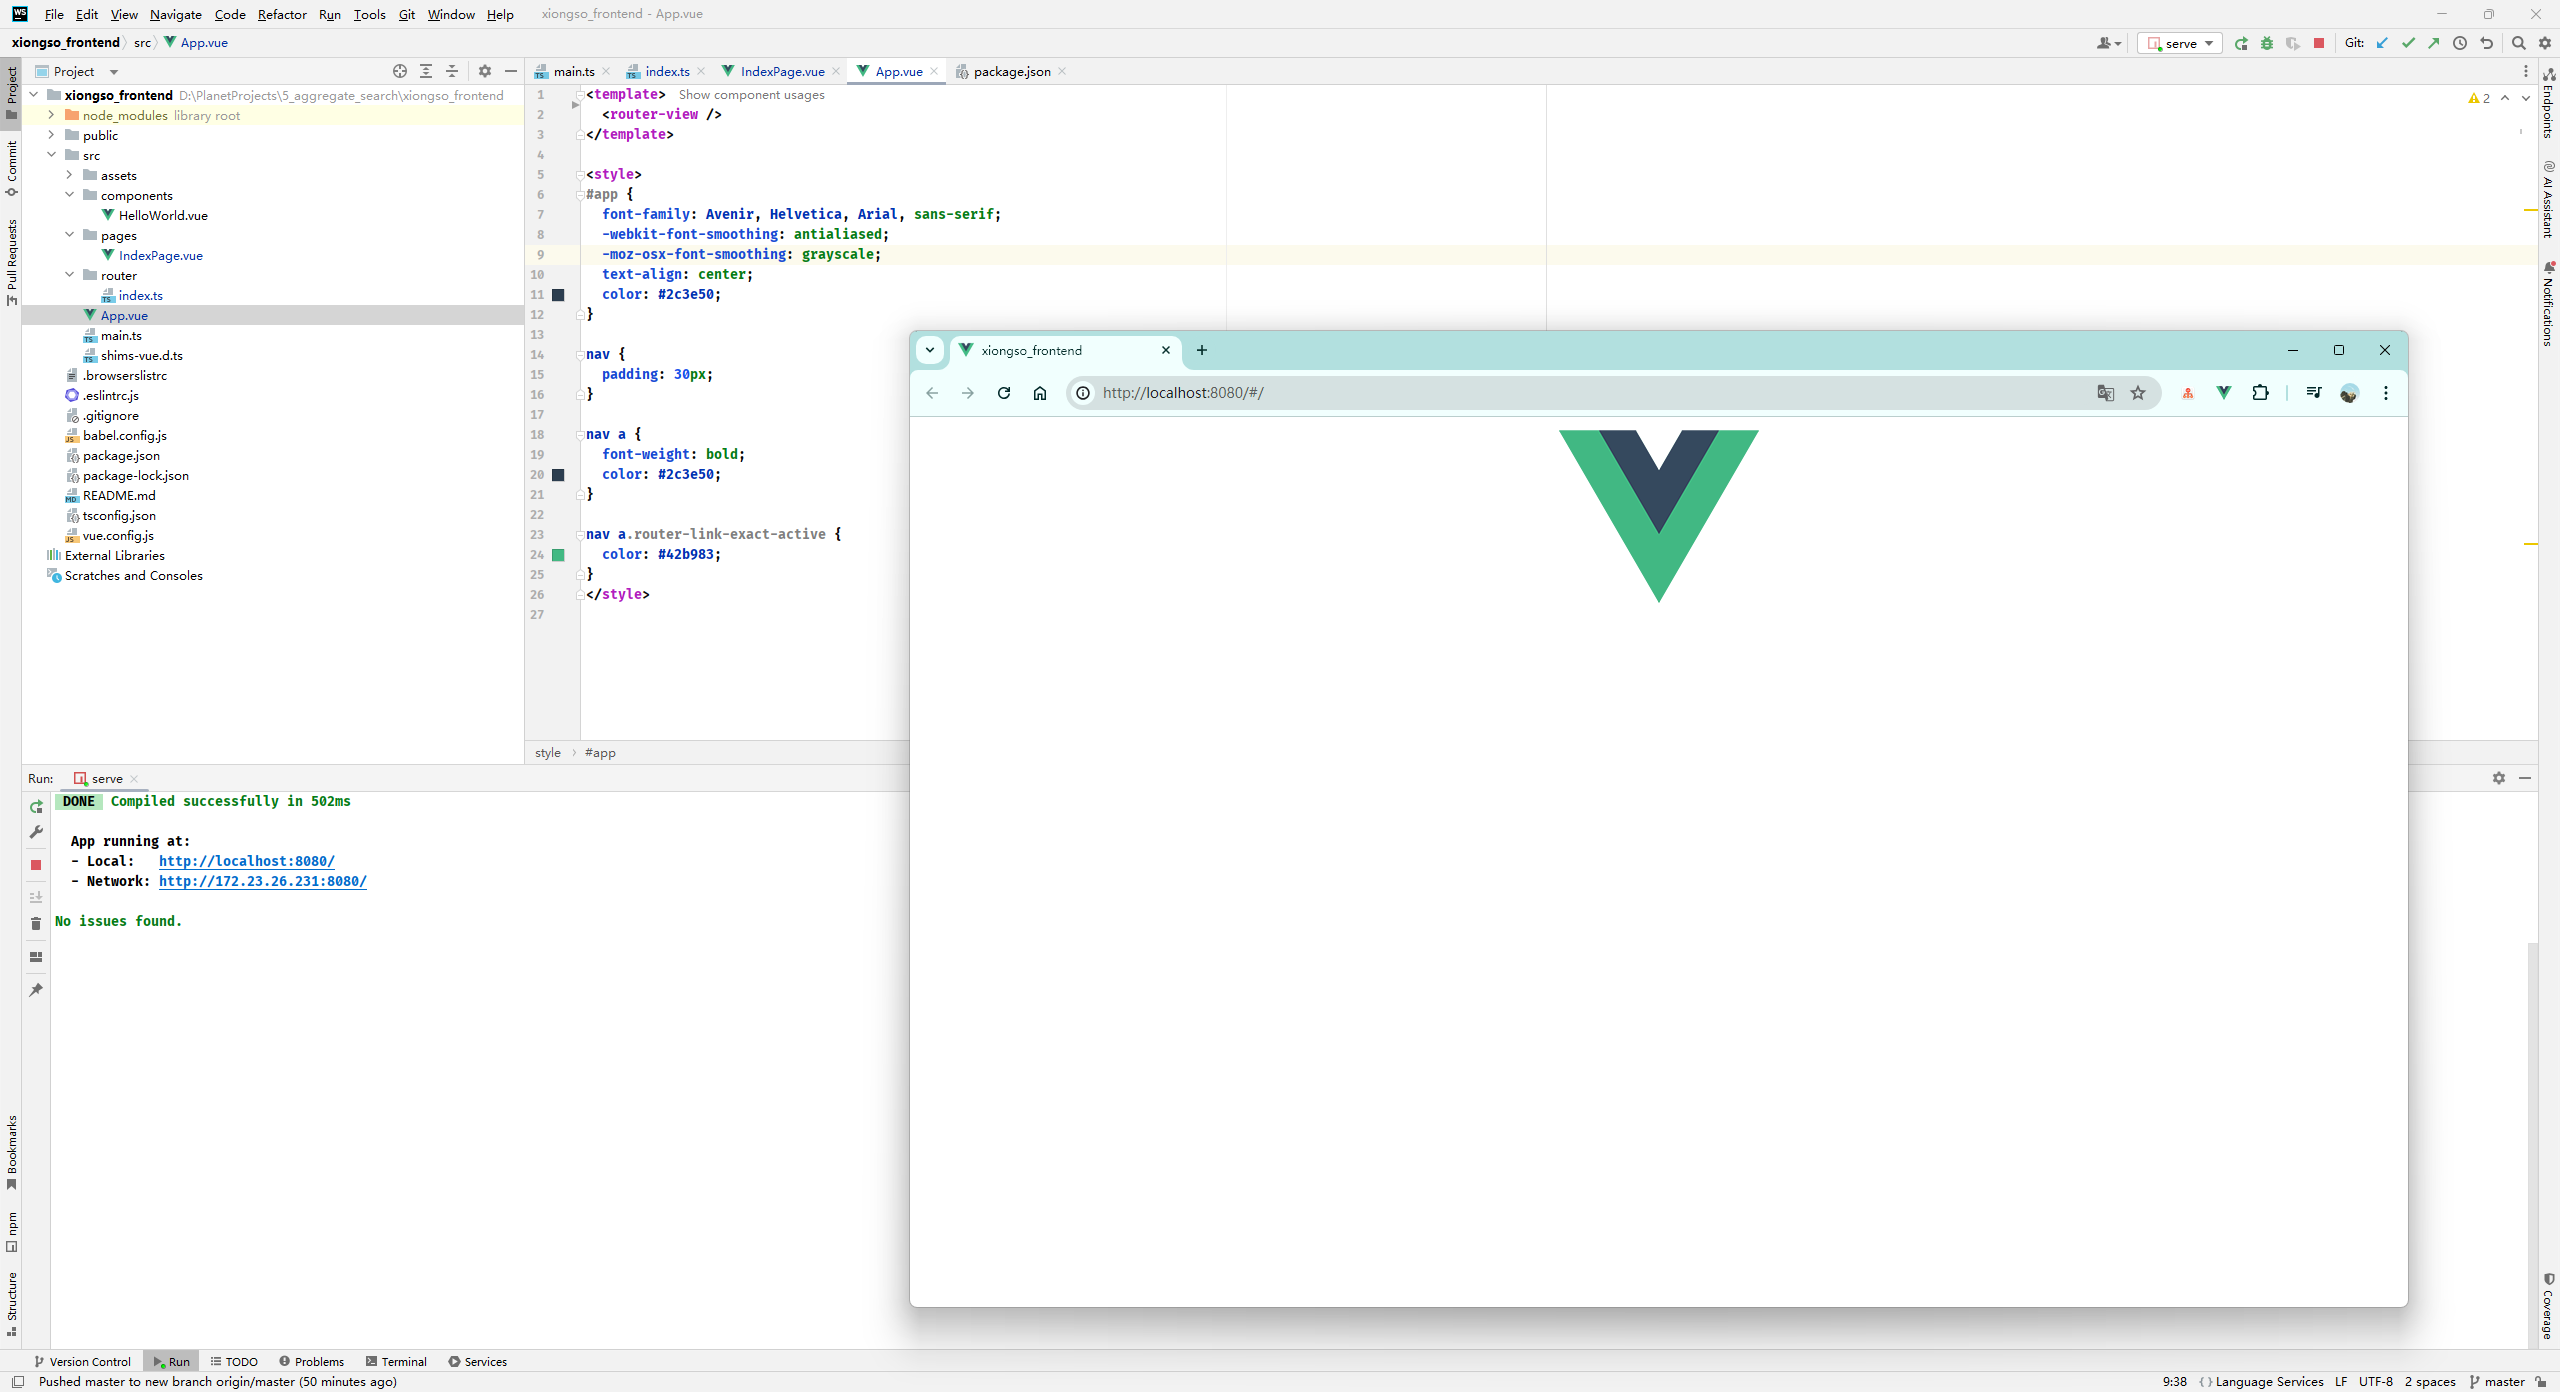 WS File Edit View Navigate Code Refactor Run Tools Git Window Help xiongso_frontend - App.vue
xiongso_frontend src App.vue serve Git:
Project
main.ts index.ts IndexPage.vue App.vue package.json
xiongso_frontend D:\PlanetProjects\5_aggregate_search\xiongso_frontend
node_modules library root
public
src
assets
components
HelloWorld.vue
pages
IndexPage.vue
router
index.ts
App.vue
main.ts
shims-vue.d.ts
.browserslistrc
.eslintrc.js
.gitignore
babel.config.js
package.json
package-lock.json
README.md
tsconfig.json
vue.config.js
External Libraries
Scratches and Consoles
1 <template> Show component usages
2 <router-view />
3 </template>
4
5 <style>
6 #app {
7 font-family: Avenir, Helvetica, Arial, sans-serif;
8 -webkit-font-smoothing: antialiased;
9 -moz-osx-font-smoothing: grayscale;
10 text-align: center;
11 color: #2c3e50;
12 }
13
14 nav {
15 padding: 30px;
16 }
17
18 nav a {
19 font-weight: bold;
20 color: #2c3e50;
21 }
22
23 nav a.router-link-exact-active {
24 color: #42b983;
25 }
26 </style>
27
2
style #app
xiongso_frontend
http://localhost:8080/#/
Run: serve
DONE Compiled successfully in 502ms
App running at:
- Local: http://localhost:8080/
- Network: http://172.23.26.231:8080/
No issues found.
Project
Commit
Pull Requests
Bookmarks
npm
Structure
Endpoints
AI Assistant
Notifications
Coverage
Version Control Run TODO Problems Terminal Services
Pushed master to new branch origin/master (50 minutes ago) 9:38 {} Language Services LF UTF-8 2 spaces master